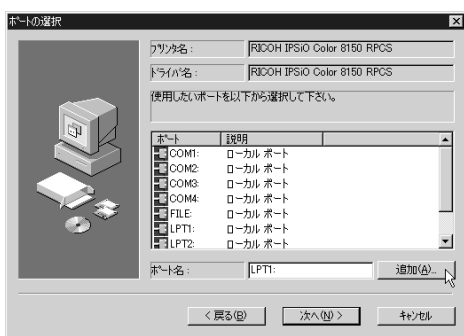 ポートの選択
プリンタ名： RICOH IPSiO Color 8150 RPCS
ドライバ名： RICOH IPSiO Color 8150 RPCS
使用したいポートを以下から選択して下さい。
ポート 説明
COM1: ローカル ポート
COM2: ローカル ポート
COM3: ローカル ポート
COM4: ローカル ポート
FILE: ローカル ポート
LPT1: ローカル ポート
LPT2: ローカル ポート
ポート名： LPT1: 追加(A)...
< 戻る(B) 次へ(N) > キャンセル